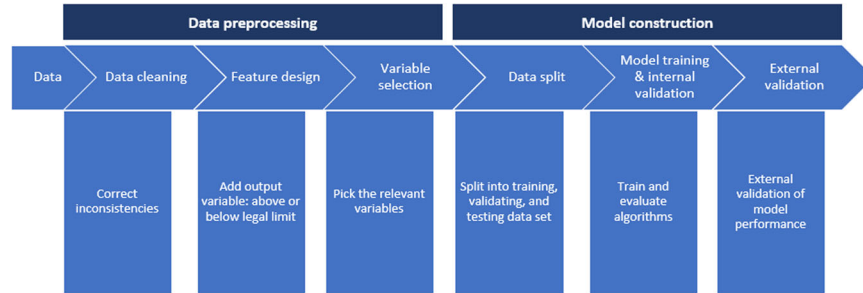 Data preprocessing
Model construction
Data
Data cleaning
Feature design
Variable
selection
Data split
Model training
& internal
validation
External
validation
Correct
inconsistencies
Add output
variable: above or
below legal limit
Pick the relevant
variables
Split into training,
validating, and
testing data set
Train and
evaluate
algorithms
External
validation of
model
performance